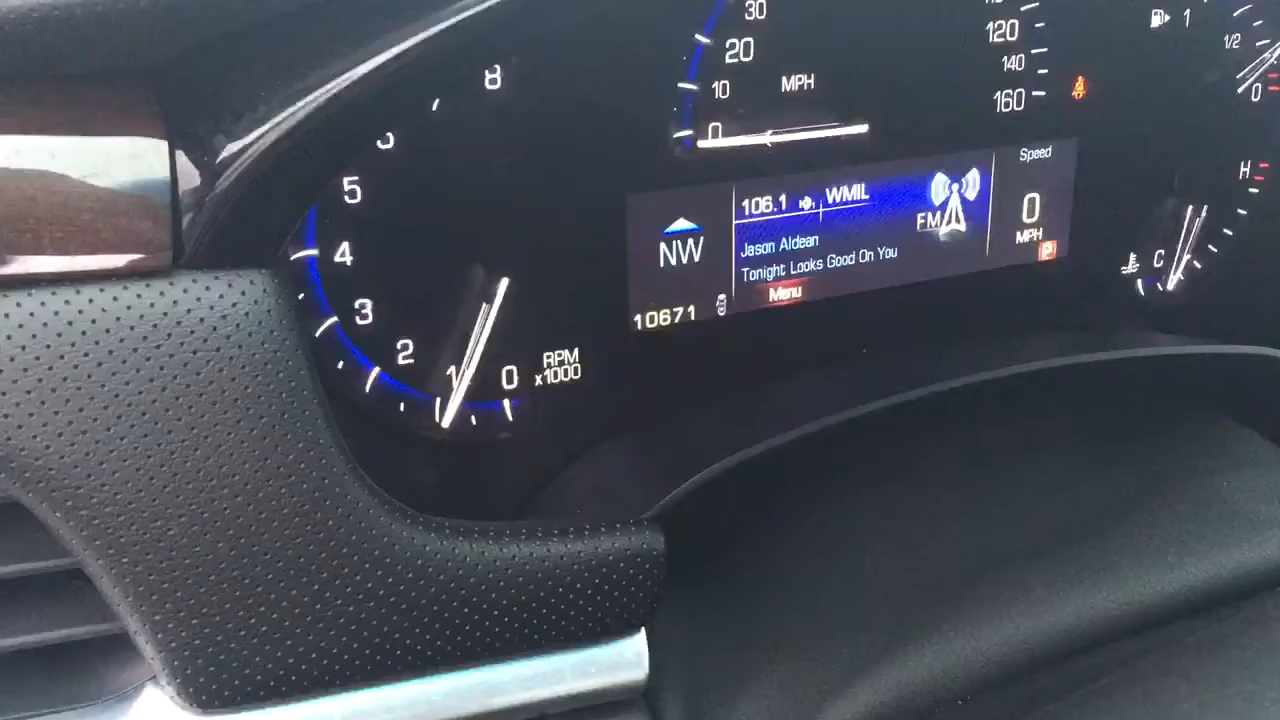 8
5
4
3
2
1
0
RPM
x1000
30
20
10
0
MPH
120
140
160
NW
10671
106.1 WMIL
FM
Jason Aldean
Tonight Looks Good On You
Menu
Speed
0
MPH
P
1
1/2
0
H
C